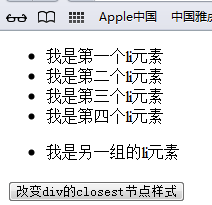 Apple中国 中国雅
我是第一个li元素
我是第二个li元素
我是第三个li元素
我是第四个li元素
我是另一组的li元素
改变div的closest节点样式